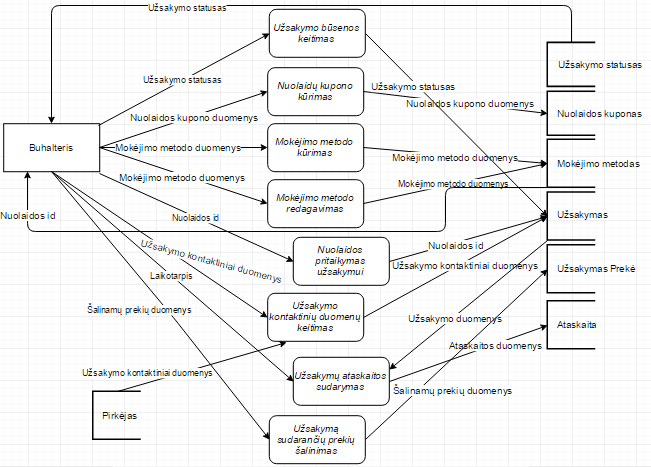 Užsakymo statusas
Užsakymo būsenos
keitimas
Užsakymo statusas
Užsakymo statusas
Užsakymo statusas
Nuolaidų kupono
kūrimas
Nuolaidos kupono duomenys
Nuolaidos kupono duomenys
Nuolaidos kuponas
Buhalteris
Mokėjimo metodo duomenys
Mokėjimo metodo
kūrimas
Mokėjimo metodo duomenys
Mokėjimo metodas
Mokėjimo metodo duomenys
Mokėjimo metodo
redagavimas
Mokėjimo metodo duomenys
Nuolaidos id
Nuolaidos id
Užsakymas
Nuolaidos
pritaikymas
užsakymui
Nuolaidos id
Užsakymo kontaktiniai duomenys
Užsakymo kontaktiniai duomenys
Užsakymas Prekė
Laikotarpis
Užsakymo
kontaktinių duomenų
keitimas
Šalinamų prekių duomenys
Užsakymo duomenys
Ataskaita
Ataskaitos duomenys
Užsakymo kontaktiniai duomenys
Užsakymų ataskaitos
sudarymas
Šalinamų prekių duomenys
Pirkėjas
Užsakymą
sudarančių prekių
šalinimas